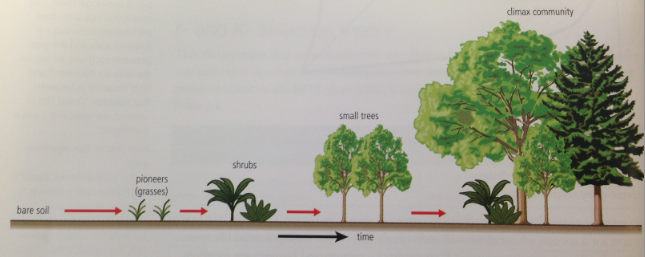 climax community
small trees
shrubs
pioneers
(grasses)
bare soil
time